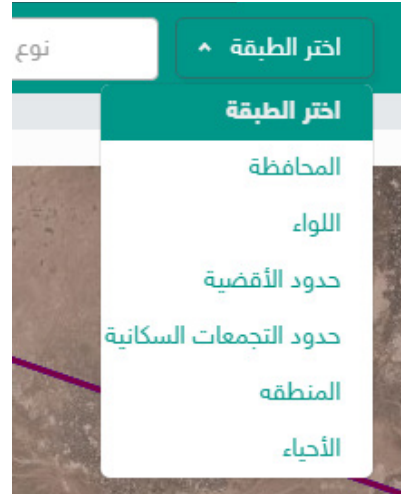 اختر الطبقة
نوع
اختر الطبقة
المحافظة
اللواء
حدود الأقضية
حدود التجمعات السكانية
المنطقه
الأحياء